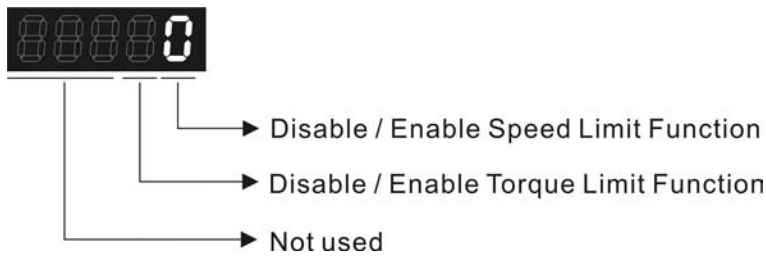 0
Disable / Enable Speed Limit Function
Disable / Enable Torque Limit Function
Not used